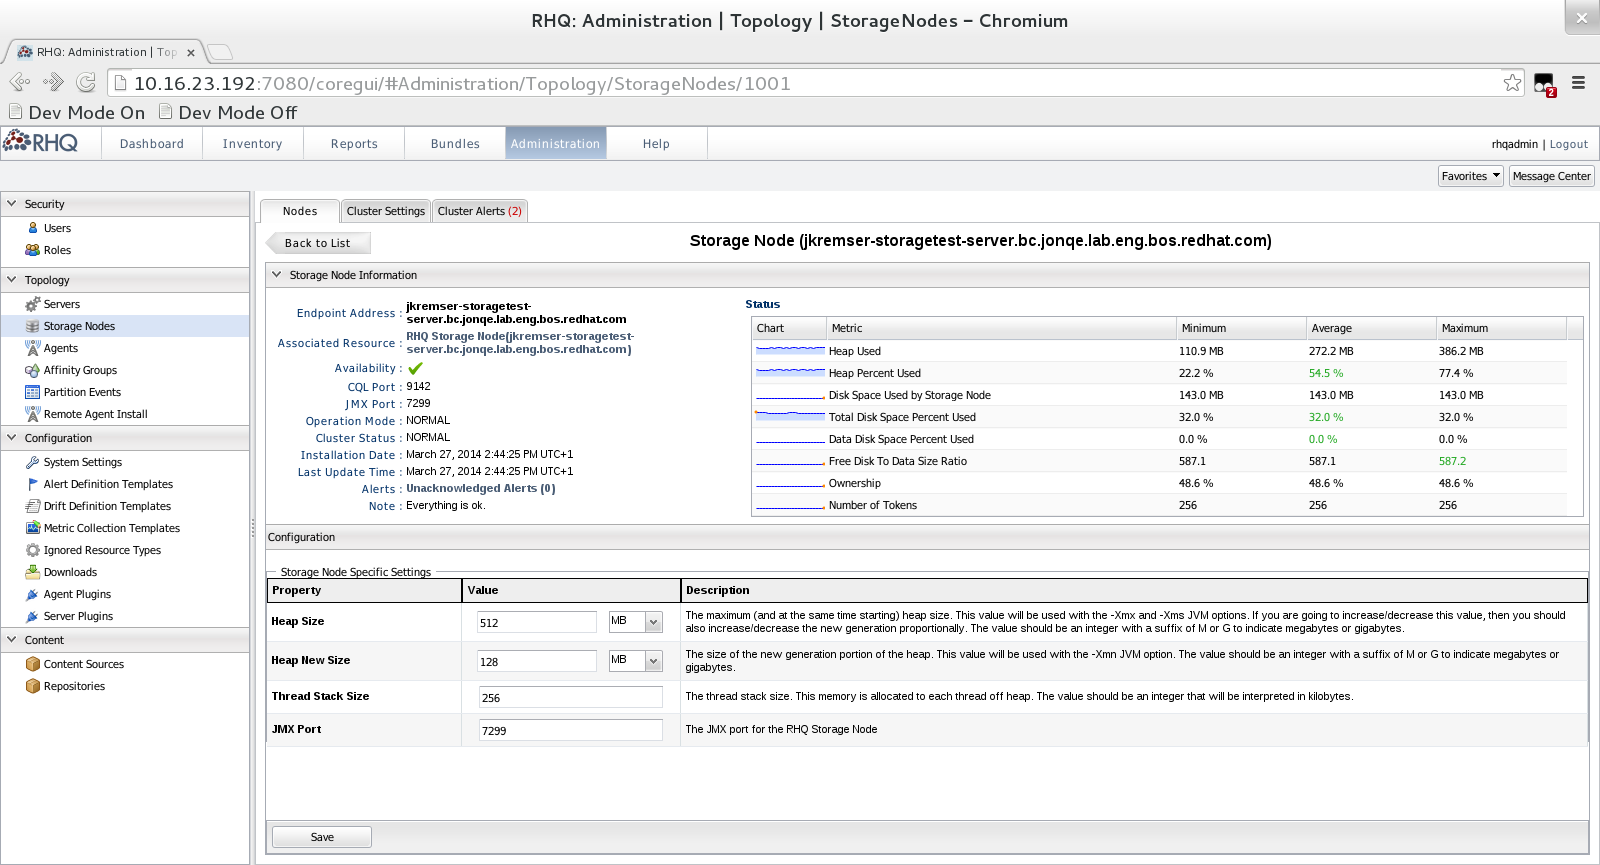 RHQ: Administration | Topology | StorageNodes – Chromium
RHQ: Administration | Top
10.16.23.192:7080/coregui/#Administration/Topology/StorageNodes/1001
2
Dev Mode On Dev Mode Off
RHQ Dashboard Inventory Reports Bundles Administration Help rhqadmin | Logout
Favorites Message Center
Security
Users
Roles
Topology
Servers
Storage Nodes
Agents
Affinity Groups
Partition Events
Remote Agent Install
Configuration
System Settings
Alert Definition Templates
Drift Definition Templates
Metric Collection Templates
Ignored Resource Types
Downloads
Agent Plugins
Server Plugins
Content
Content Sources
Repositories
Nodes Cluster Settings Cluster Alerts (2)
Back to List Storage Node (jkremser-storagetest-server.bc.jonqe.lab.eng.bos.redhat.com)
Storage Node Information
Endpoint Address : jkremser-storagetest-
server.bc.jonqe.lab.eng.bos.redhat.com
Associated Resource : RHQ Storage Node(jkremser-storagetest-
server.bc.jonqe.lab.eng.bos.redhat.com)
Availability :
CQL Port : 9142
JMX Port : 7299
Operation Mode : NORMAL
Cluster Status : NORMAL
Installation Date : March 27, 2014 2:44:25 PM UTC+1
Last Update Time : March 27, 2014 2:44:25 PM UTC+1
Alerts : Unacknowledged Alerts (0)
Note : Everything is ok.
Status
Chart Metric Minimum Average Maximum
Heap Used 110.9 MB 272.2 MB 386.2 MB
Heap Percent Used 22.2 % 54.5 % 77.4 %
Disk Space Used by Storage Node 143.0 MB 143.0 MB 143.0 MB
Total Disk Space Percent Used 32.0 % 32.0 % 32.0 %
Data Disk Space Percent Used 0.0 % 0.0 % 0.0 %
Free Disk To Data Size Ratio 587.1 587.1 587.2
Ownership 48.6 % 48.6 % 48.6 %
Number of Tokens 256 256 256
Configuration
Storage Node Specific Settings
Property Value Description
Heap Size 512 MB The maximum (and at the same time starting) heap size. This value will be used with the -Xmx and -Xms JVM options. If you are going to increase/decrease this value, then you should
also increase/decrease the new generation proportionally. The value should be an integer with a suffix of M or G to indicate megabytes or gigabytes.
Heap New Size 128 MB The size of the new generation portion of the heap. This value will be used with the -Xmn JVM option. The value should be an integer with a suffix of M or G to indicate megabytes or
gigabytes.
Thread Stack Size 256 The thread stack size. This memory is allocated to each thread off heap. The value should be an integer that will be interpreted in kilobytes.
JMX Port 7299 The JMX port for the RHQ Storage Node
Save